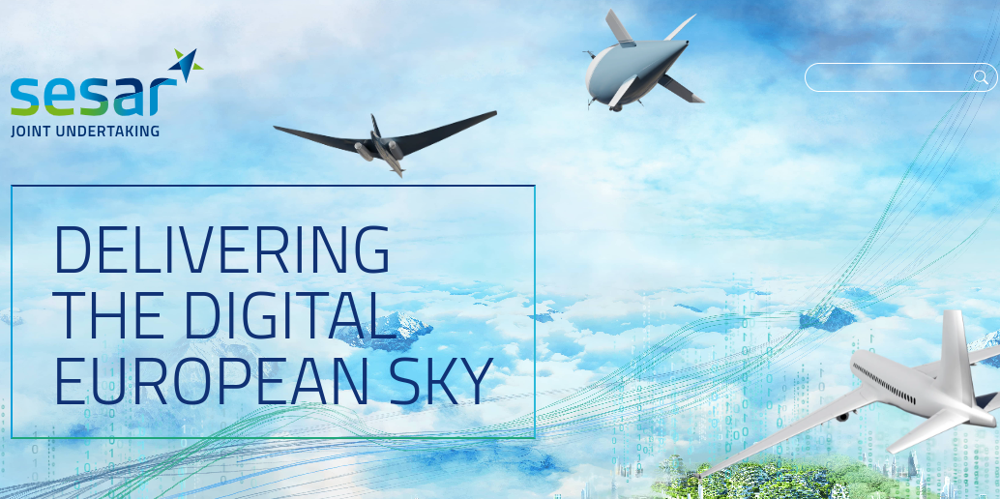 sesar
JOINT UNDERTAKING
DELIVERING
THE DIGITAL
EUROPEAN SKY